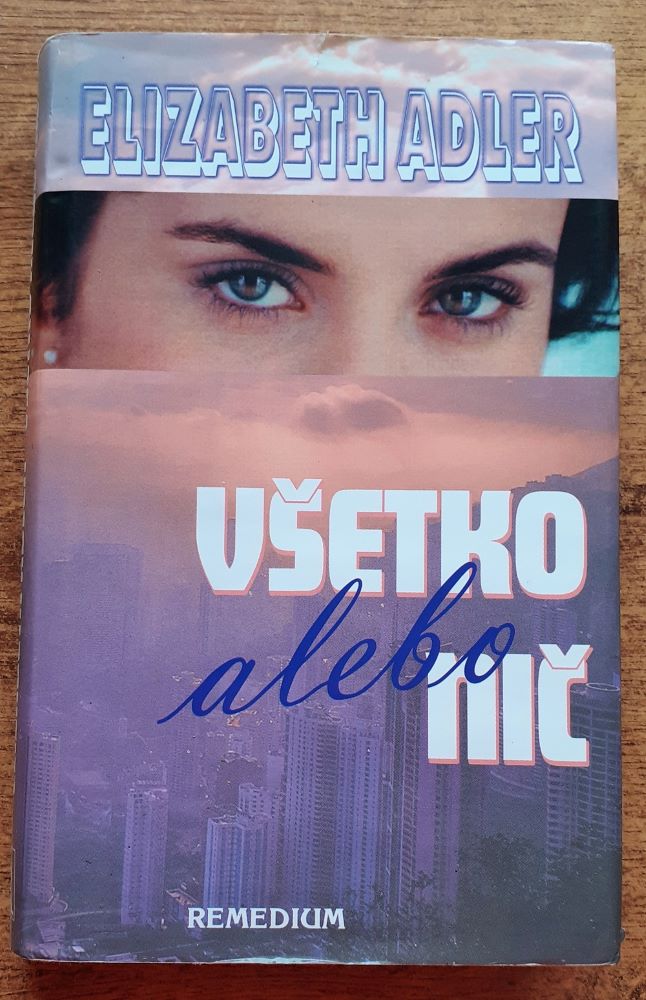 ELIZABETH ADLER
VŠETKO
alebo
NIČ
REMEDIUM